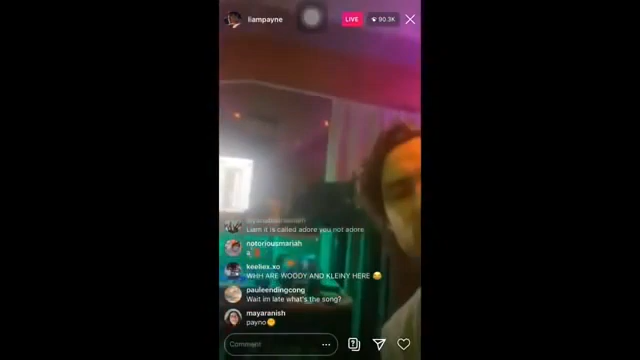 liampayne
LIVE
90.3K
Liam it is called adore you not adore
notoriousmariah
a
keeliex.xo
WHH ARE WOODY AND KLEINY HERE
pauleendingcong
Wait im late what's the song?
mayaranish
payno
Comment